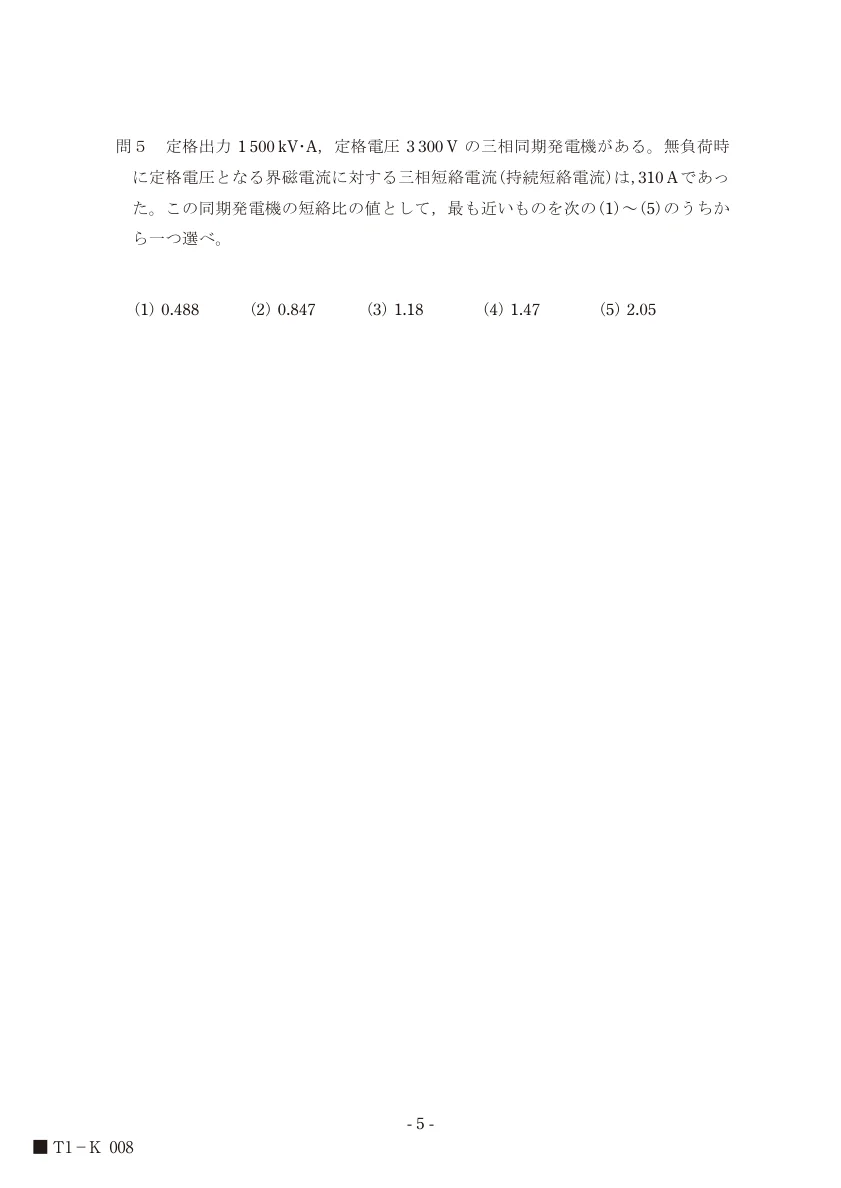 問５　定格出力 1 500 kV･A，定格電圧 3 300 V の三相同期発電機がある。無負荷時
に定格電圧となる界磁電流に対する三相短絡電流(持続短絡電流)は，310 A であっ
た。この同期発電機の短絡比の値として，最も近いものを次の(1)～(5)のうちか
ら一つ選べ。
(1) 0.488　(2) 0.847　(3) 1.18　(4) 1.47　(5) 2.05
- 5 -
■ T1－K 008